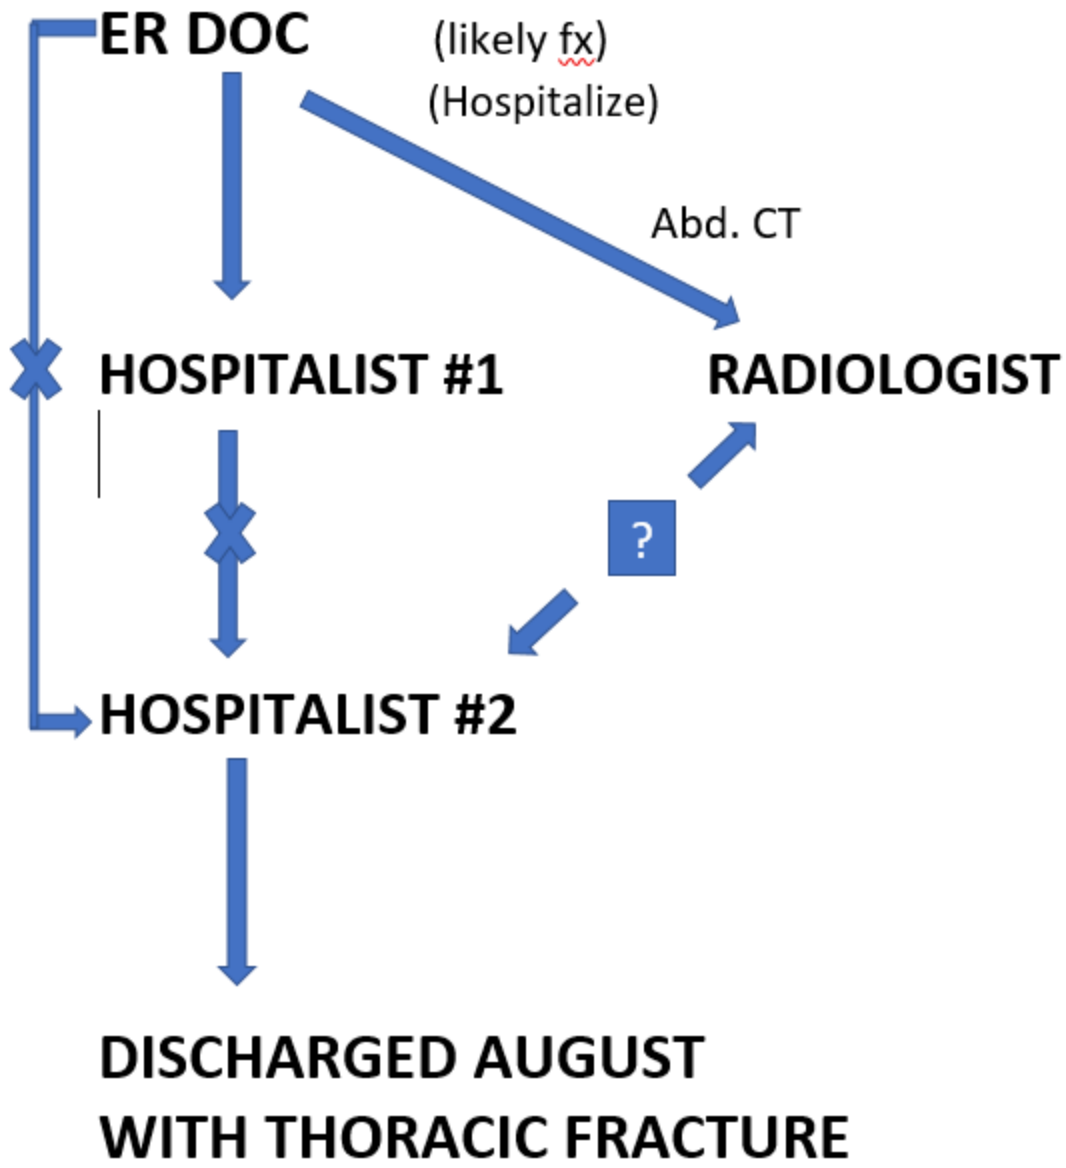 ER DOC
(likely fx)
(Hospitalize)
Abd. CT
HOSPITALIST #1
RADIOLOGIST
?
HOSPITALIST #2
DISCHARGED AUGUST
WITH THORACIC FRACTURE